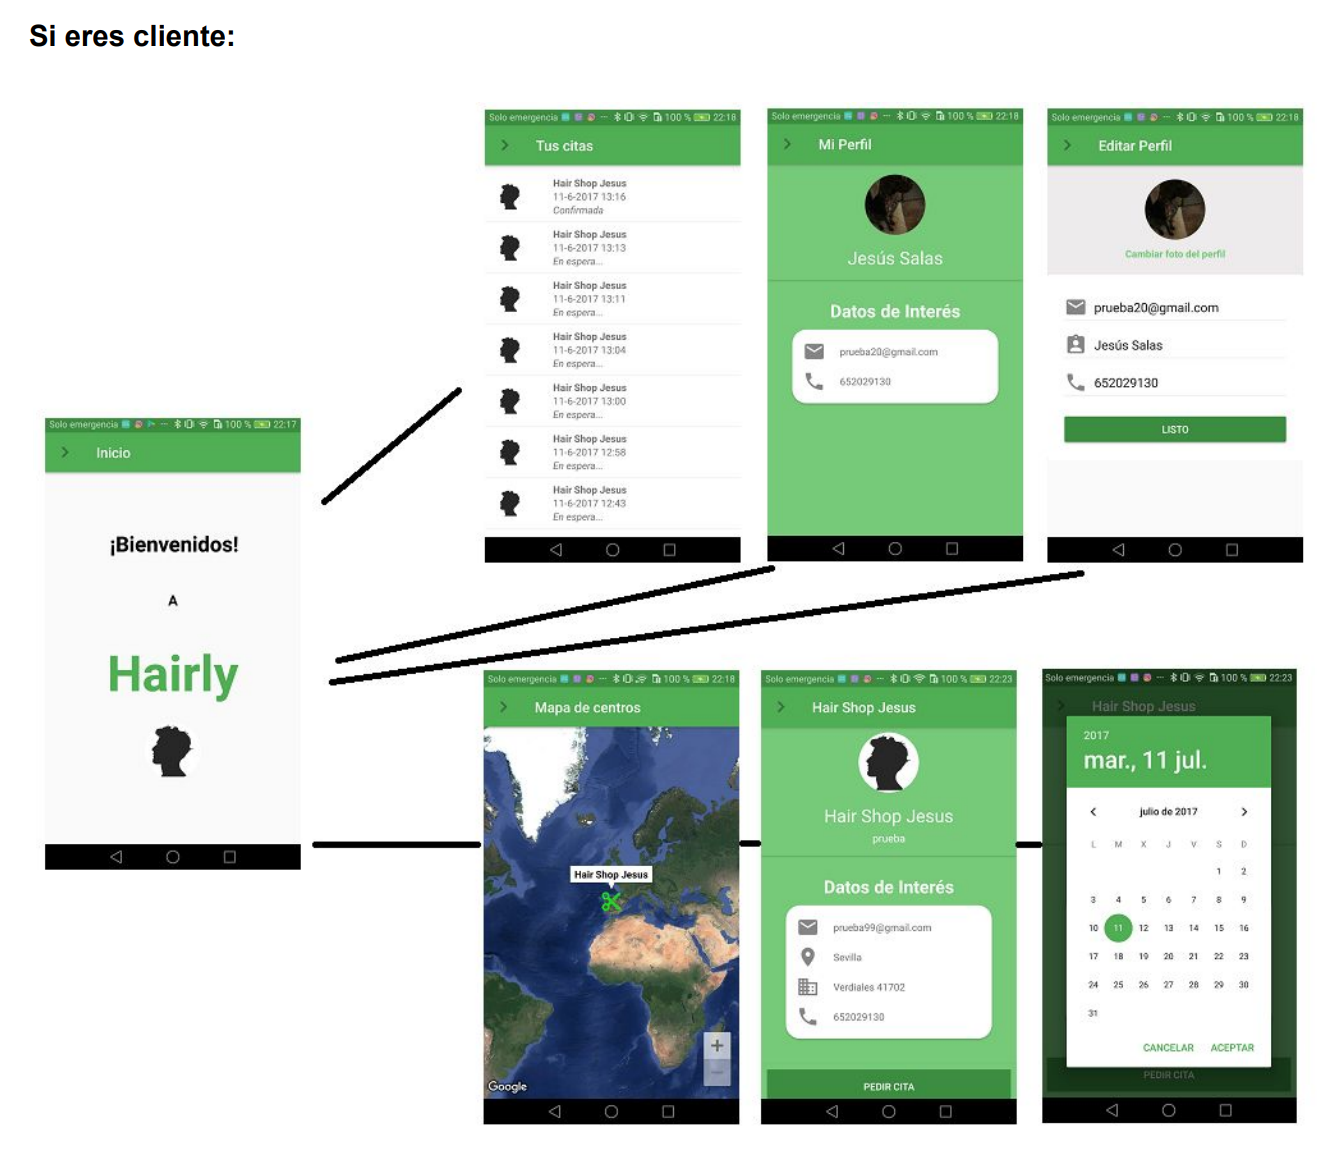 Si eres cliente:
Solo emergencia 100 % 22:18
Tus citas
Hair Shop Jesus
11-6-2017 13:16
Confirmada
Hair Shop Jesus
11-6-2017 13:13
En espera...
Hair Shop Jesus
11-6-2017 13:11
En espera...
Hair Shop Jesus
11-6-2017 13:04
En espera...
Hair Shop Jesus
11-6-2017 13:00
En espera...
Hair Shop Jesus
11-6-2017 12:58
En espera...
Hair Shop Jesus
11-6-2017 12:43
En espera...
Solo emergencia 100 % 22:18
Mi Perfil
Jesús Salas
Datos de Interés
prueba20@gmail.com
652029130
Solo emergencia 100 % 22:18
Editar Perfil
Cambiar foto del perfil
prueba20@gmail.com
Jesús Salas
652029130
LISTO
Solo emergencia 100 % 22:17
Inicio
¡Bienvenidos!
A
Hairly
Solo emergencia 100 % 22:18
Mapa de centros
Hair Shop Jesus
+
−
Google
Solo emergencia 100 % 22:23
Hair Shop Jesus
Hair Shop Jesus
prueba
Datos de Interés
prueba99@gmail.com
Sevilla
Verdiales 41702
652029130
PEDIR CITA
Solo emergencia 100 % 22:23
Hair Shop Jesus
2017
mar., 11 jul.
julio de 2017
L M X J V S D
1 2
3 4 5 6 7 8 9
10 11 12 13 14 15 16
17 18 19 20 21 22 23
24 25 26 27 28 29 30
31
CANCELAR ACEPTAR
PEDIR CITA